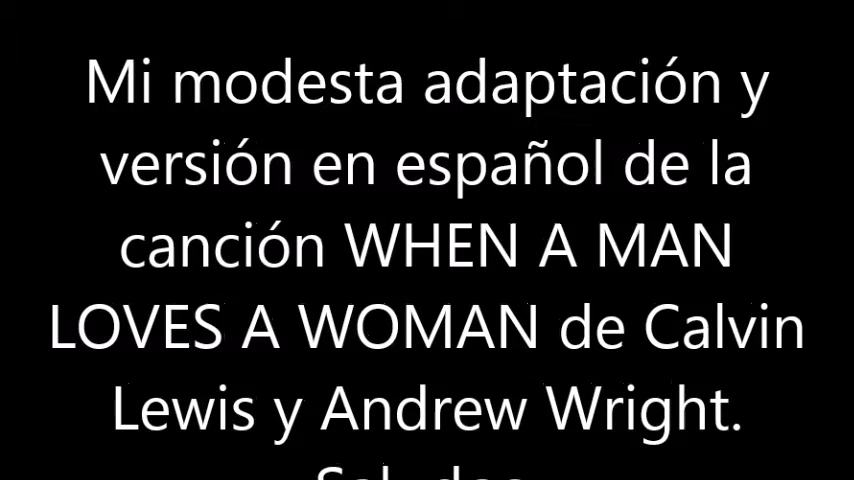 Mi modesta adaptación y
versión en español de la
canción WHEN A MAN
LOVES A WOMAN de Calvin
Lewis y Andrew Wright.